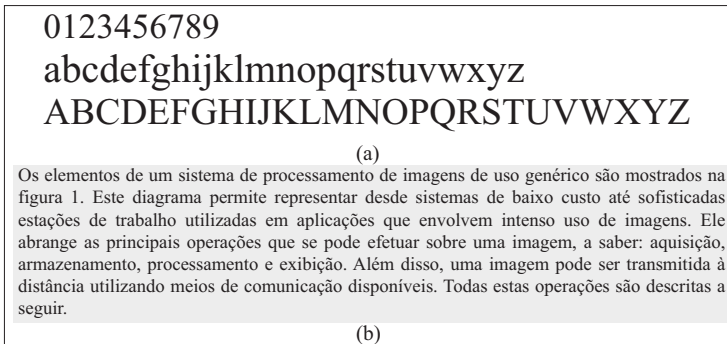 0123456789
abcdefghijklmnopqrstuvwxyz
ABCDEFGHIJKLMNOPQRSTUVWXYZ
(a)
Os elementos de um sistema de processamento de imagens de uso genérico são mostrados na
figura 1. Este diagrama permite representar desde sistemas de baixo custo até sofisticadas
estações de trabalho utilizadas em aplicações que envolvem intenso uso de imagens. Ele
abrange as principais operações que se pode efetuar sobre uma imagem, a saber: aquisição,
armazenamento, processamento e exibição. Além disso, uma imagem pode ser transmitida à
distância utilizando meios de comunicação disponíveis. Todas estas operações são descritas a
seguir.
(b)